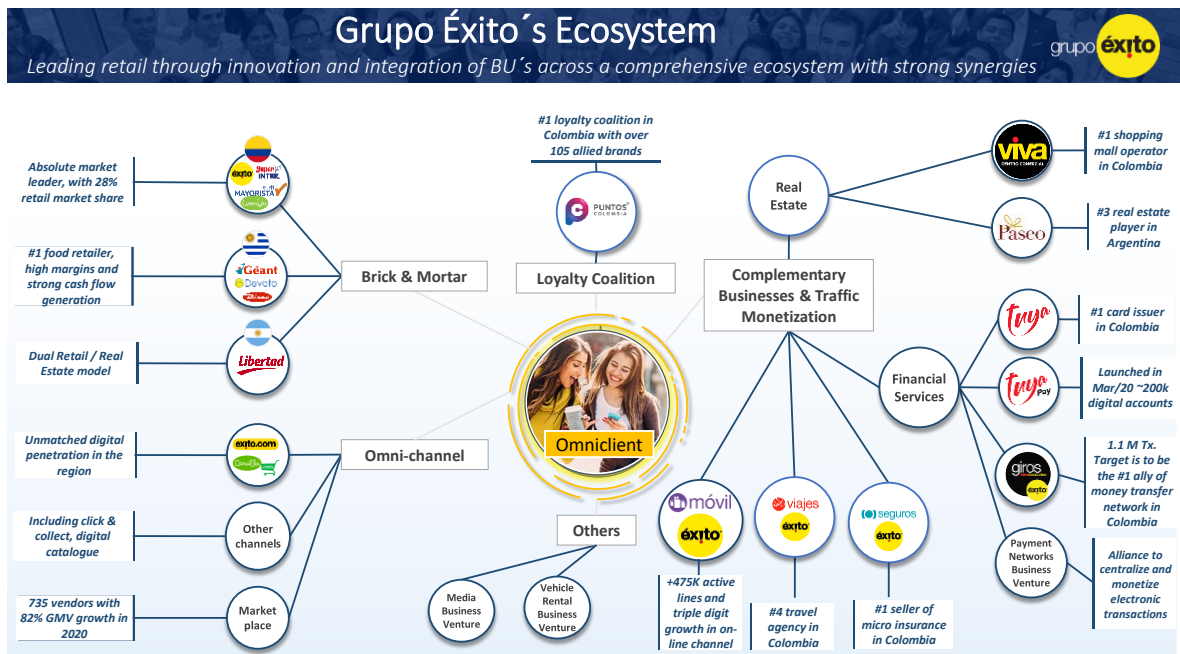 Grupo Éxito´s Ecosystem
Leading retail through innovation and integration of BU´s across a comprehensive ecosystem with strong synergies
grupo éxito
Absolute market
leader, with 28%
retail market share
éxito
super
INTER
MAYORISTA
Carulla
#1 food retailer,
high margins and
strong cash flow
generation
Géant
Devoto
Dual Retail / Real
Estate model
Libertad
Brick & Mortar
Unmatched digital
penetration in the
region
exito.com
Carulla
Omni-channel
Including click &
collect, digital
catalogue
Other
channels
735 vendors with
82% GMV growth in
2020
Market
place
#1 loyalty coalition in
Colombia with over
105 allied brands
PUNTOS
COLOMBIA
Loyalty Coalition
Omniclient
Others
Media
Business
Venture
Vehicle
Rental
Business
Venture
Real
Estate
viva
CENTRO COMERCIAL
#1 shopping
mall operator
in Colombia
Paseo
#3 real estate
player in
Argentina
Complementary
Businesses & Traffic
Monetization
móvil
éxito
+475K active
lines and triple digit
growth in on-
line channel
viajes
éxito
#4 travel
agency in
Colombia
seguros
éxito
#1 seller of
micro insurance
in Colombia
Financial
Services
tuya
#1 card issuer
in Colombia
tuya
Pay
Launched in
Mar/20 ~200k
digital accounts
giros
éxito
1.1 M Tx.
Target is to be
the #1 ally of
money transfer
network in
Colombia
Payment
Networks
Business
Venture
Alliance to
centralize and
monetize
electronic
transactions